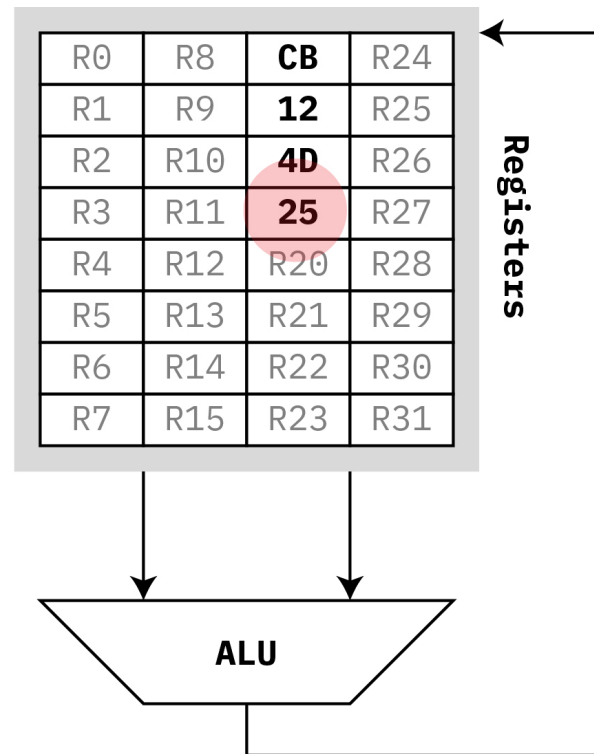 R0 R8 CB R24
R1 R9 12 R25
R2 R10 4D R26
R3 R11 25 R27
R4 R12 R20 R28
R5 R13 R21 R29
R6 R14 R22 R30
R7 R15 R23 R31
Registers
ALU